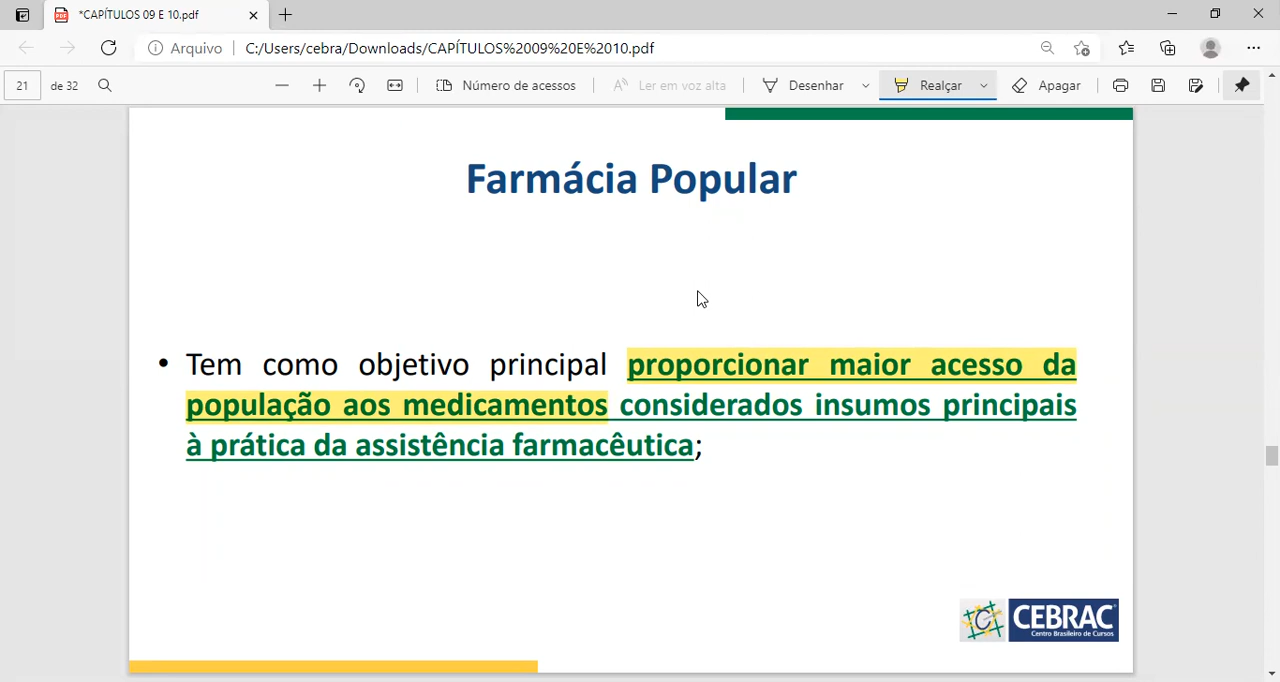 *CAPÍTULOS 09 E 10.pdf
Arquivo C:/Users/cebra/Downloads/CAPÍTULOS%2009%20E%2010.pdf
21 de 32 Número de acessos Ler em voz alta Desenhar Realçar Apagar
Farmácia Popular
• Tem como objetivo principal proporcionar maior acesso da
população aos medicamentos considerados insumos principais
à prática da assistência farmacêutica;
CEBRAC
Centro Brasileiro de Cursos